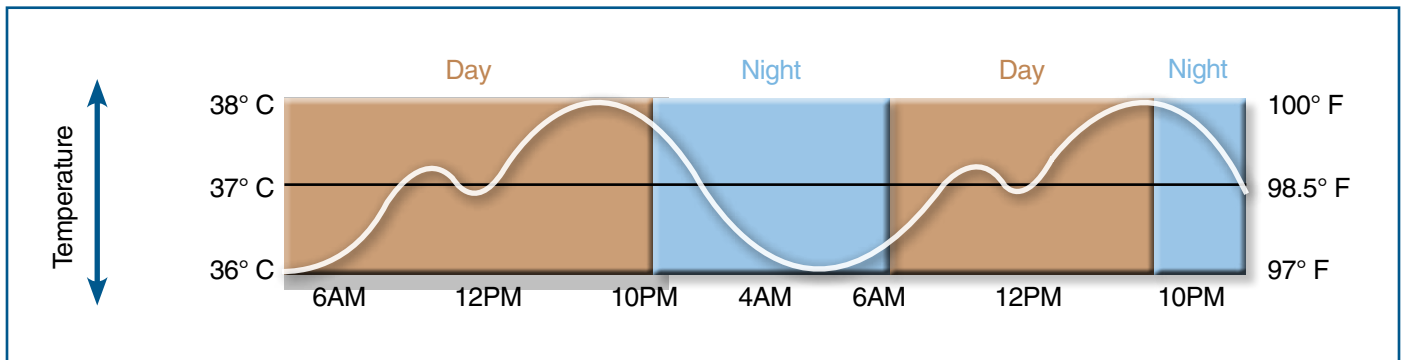 Day Night Day Night
38° C 100° F
Temperature
37° C 98.5° F
36° C 97° F
6AM 12PM 10PM 4AM 6AM 12PM 10PM